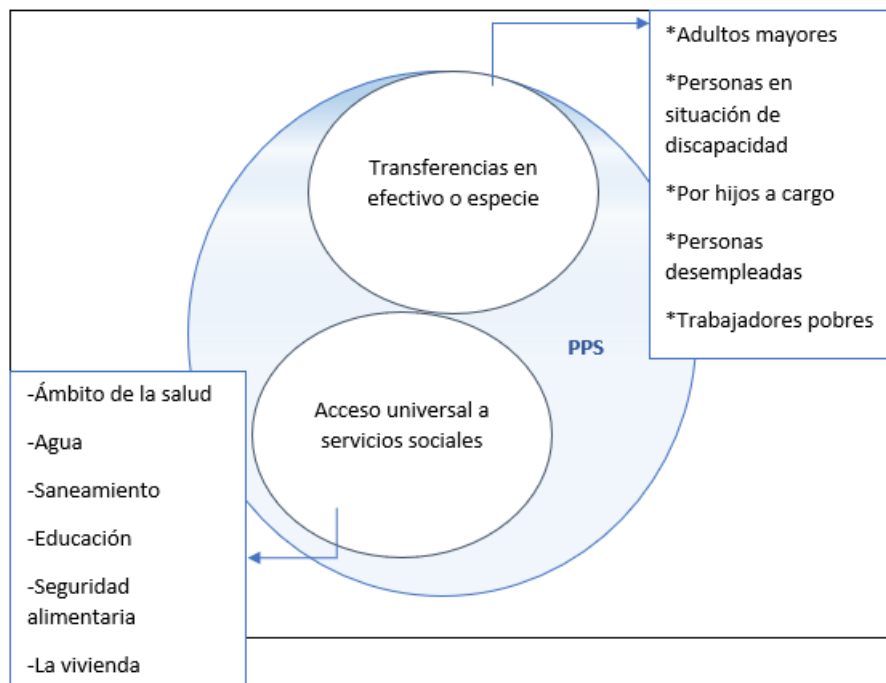 *Adultos mayores
*Personas en
situación de
discapacidad
*Por hijos a cargo
*Personas
desempleadas
*Trabajadores pobres
Transferencias en
efectivo o especie
PPS
Acceso universal a
servicios sociales
-Ámbito de la salud
-Agua
-Saneamiento
-Educación
-Seguridad
alimentaria
-La vivienda